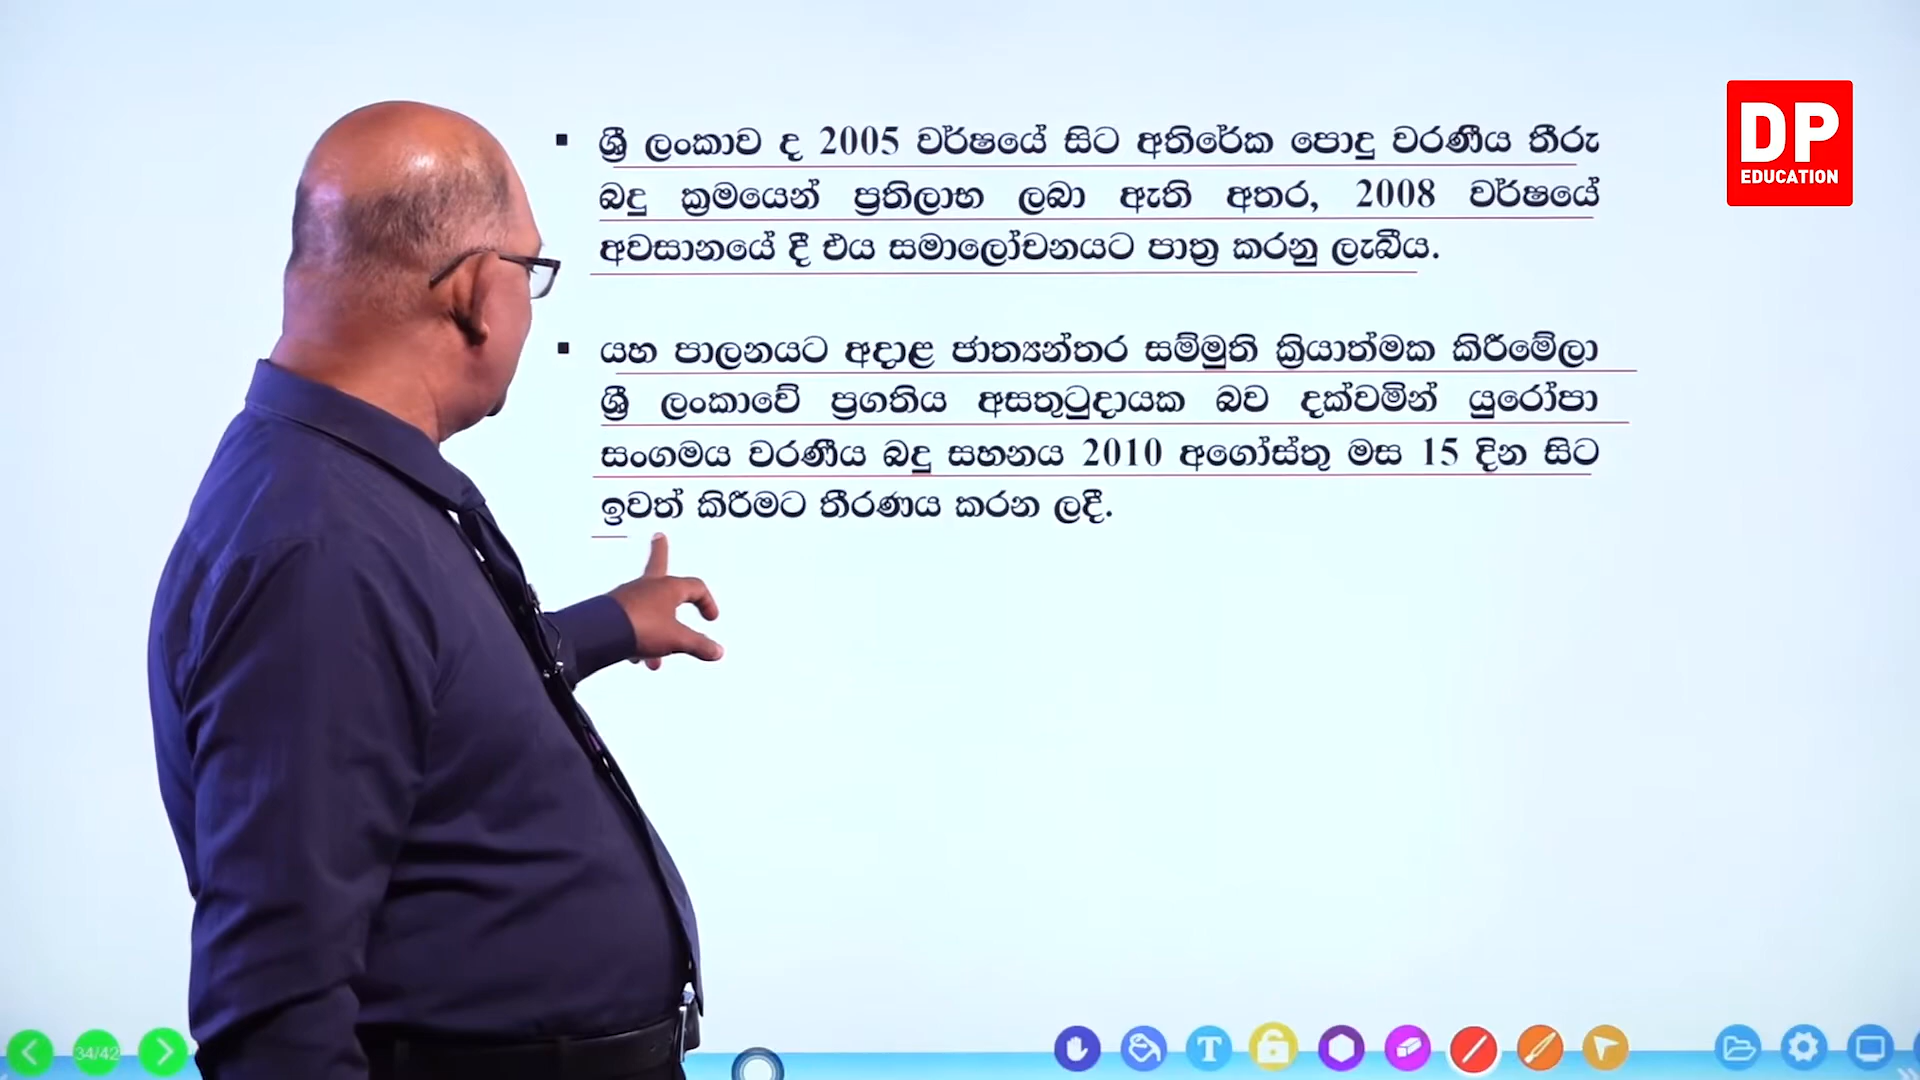 DP
EDUCATION
▪ ශ්‍රී ලංකාව ද 2005 වර්ෂයේ සිට අතිරේක පොදු වරණීය තීරු
බදු ක්‍රමයෙන් ප්‍රතිලාභ ලබා ඇති අතර, 2008 වර්ෂයේ
අවසානයේ දී එය සමාලෝචනයට පාත්‍ර කරනු ලැබීය.
▪ යහ පාලනයට අදාළ ජාත්‍යන්තර සම්මුති ක්‍රියාත්මක කිරීමේලා
ශ්‍රී ලංකාවේ ප්‍රගතිය අසතුටුදායක බව දක්වමින් යුරෝපා
සංගමය වරණීය බදු සහනය 2010 අගෝස්තු මස 15 දින සිට
ඉවත් කිරීමට තීරණය කරන ලදී.
34/42
T